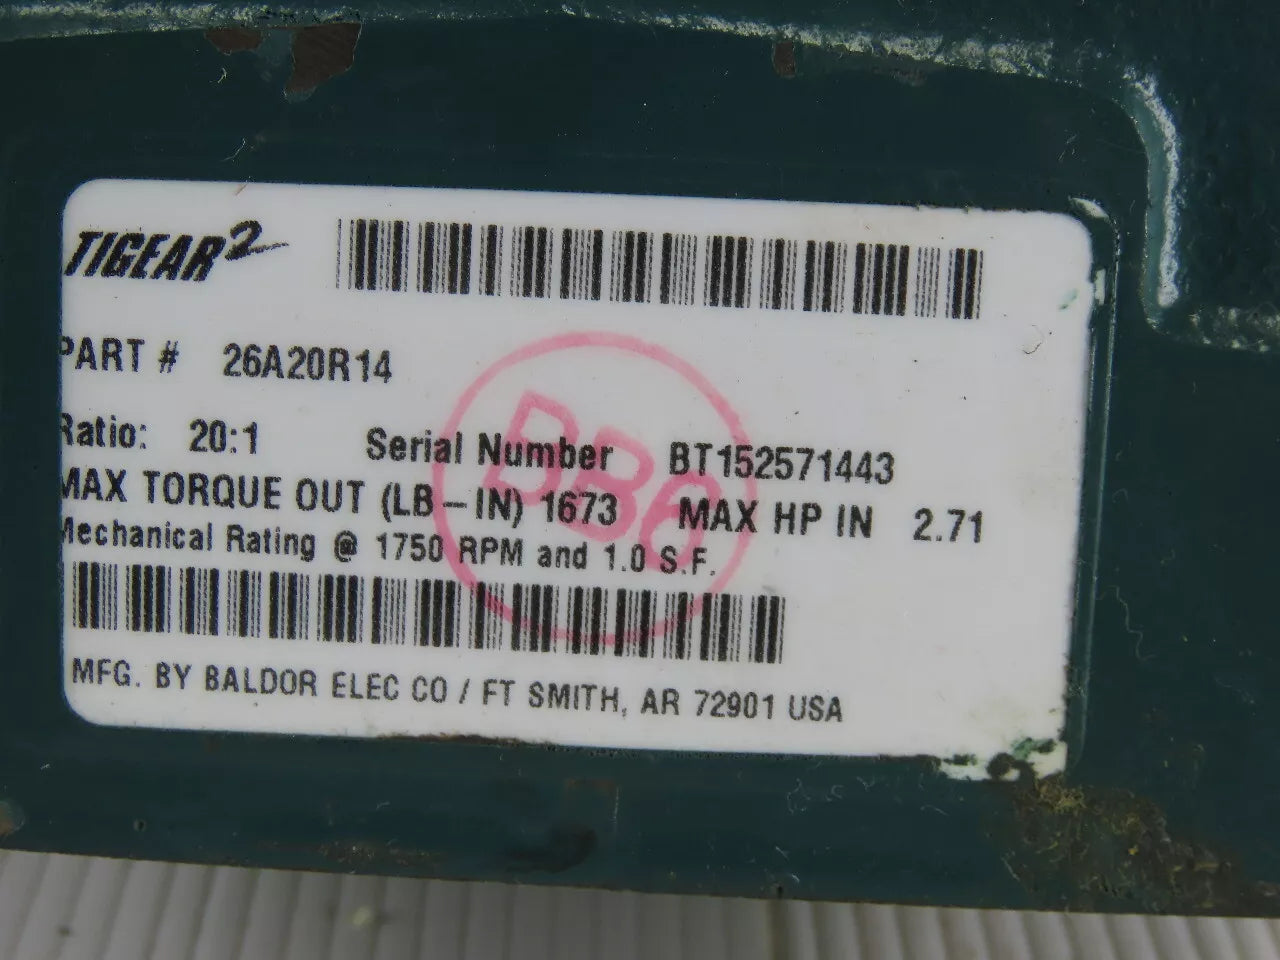 TIGEAR2
PART # 26A20R14
Ratio: 20:1 Serial Number BT152571443
MAX TORQUE OUT (LB-IN) 1673 MAX HP IN 2.71
Mechanical Rating @ 1750 RPM and 1.0 S.F.
MFG. BY BALDOR ELEC CO / FT SMITH, AR 72901 USA
BB6